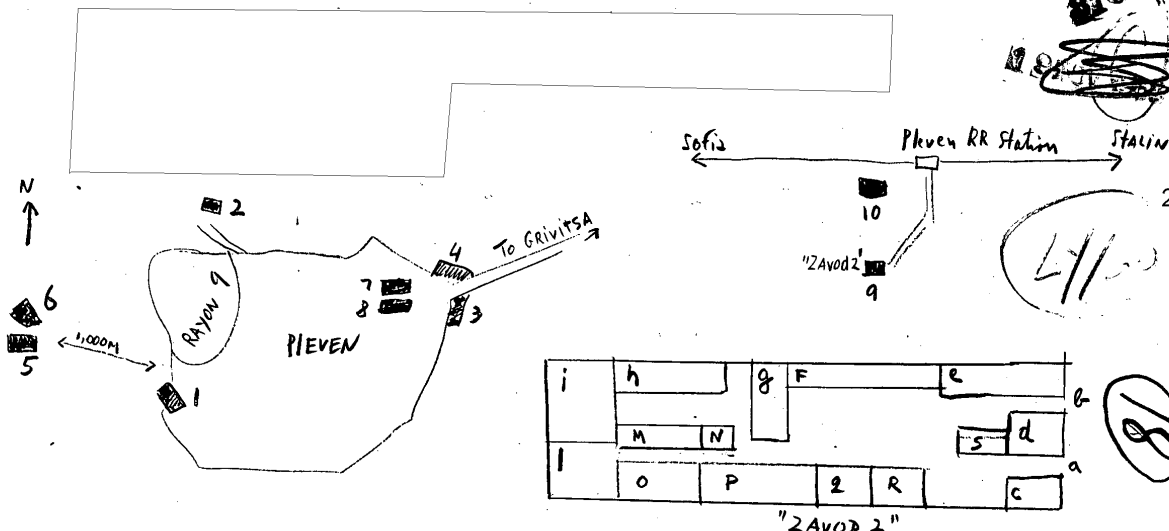 Sofia
Pleven RR Station
STALIN
N
2
10
4
TO GRIVITSA
"ZAVOD 2"
9
7
8
3
6
5
1,000M
RAYON 9
PlEVEN
1
i
h
g
F
e
b
M
N
S
d
l
a
O
P
Q
R
c
"ZAVOD 2"